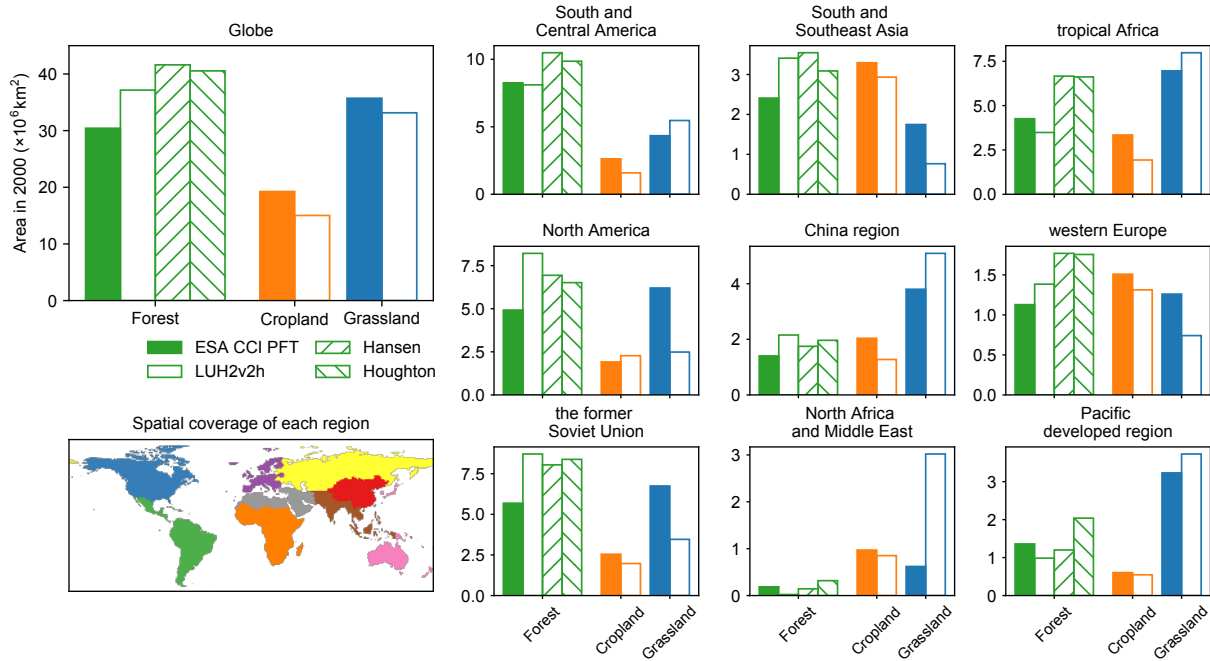 Globe
Area in 2000 (×10⁶km²)
40
30
20
10
0
Forest
Cropland
Grassland
ESA CCI PFT
LUH2v2h
Hansen
Houghton
Spatial coverage of each region
South and
Central America
10
5
0
South and
Southeast Asia
3
2
1
0
tropical Africa
7.5
5.0
2.5
0.0
North America
7.5
5.0
2.5
0.0
China region
4
2
0
western Europe
1.5
1.0
0.5
0.0
the former
Soviet Union
7.5
5.0
2.5
0.0
Forest
Cropland
Grassland
North Africa
and Middle East
3
2
1
0
Forest
Cropland
Grassland
Pacific
developed region
3
2
1
0
Forest
Cropland
Grassland